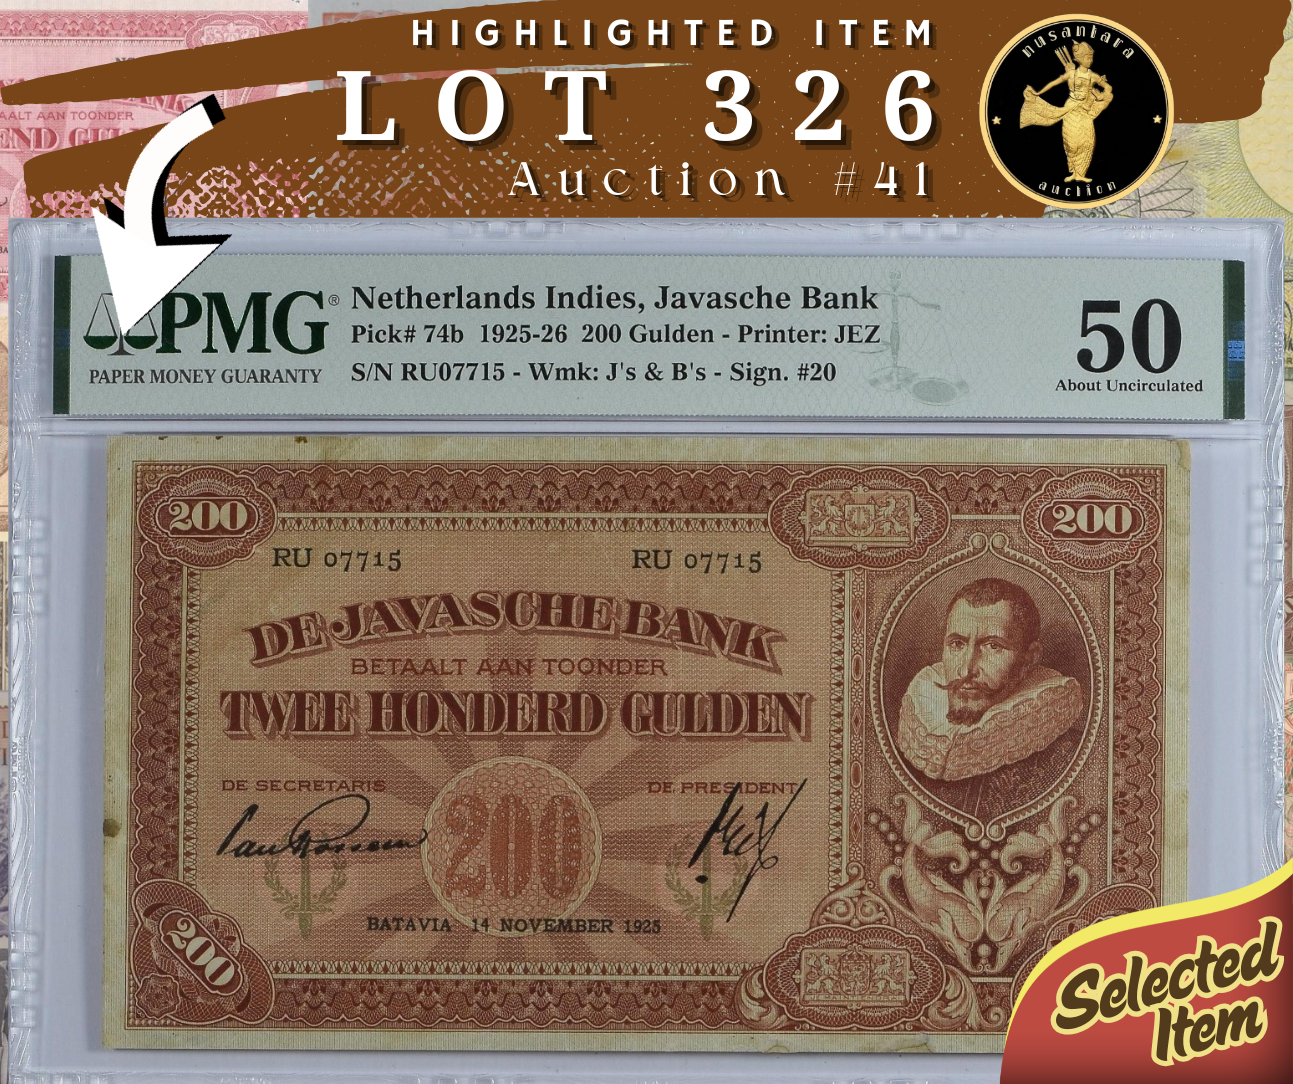 HIGHLIGHTED ITEM
LOT 326
Auction #41
nusantara
auction
AALT AAN TOONDER
PMG®
PAPER MONEY GUARANTY
Netherlands Indies, Javasche Bank
Pick# 74b 1925-26 200 Gulden - Printer: JEZ
S/N RU07715 - Wmk: J's & B's - Sign. #20
50
About Uncirculated
200
200
RU 07715
RU 07715
DE JAVASCHE BANK
BETAALT AAN TOONDER
TWEE HONDERD GULDEN
DE SECRETARIS
DE PRESIDENT
200
BATAVIA 14 NOVEMBER 1925
200
Selected
Item